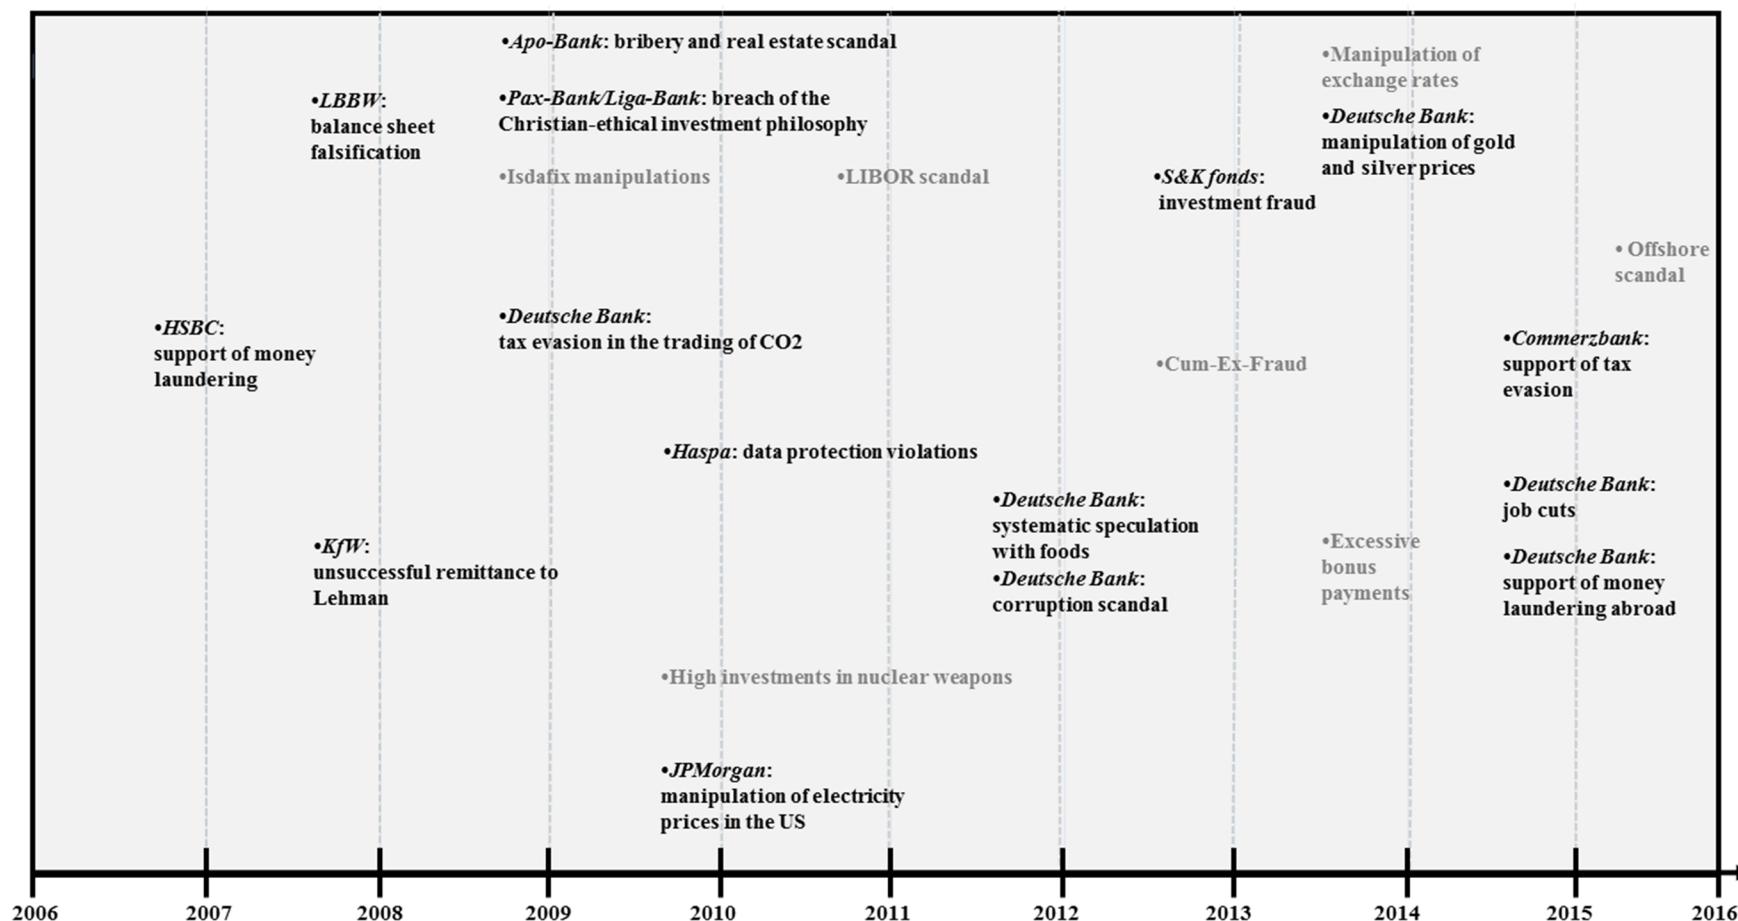 •Apo-Bank: bribery and real estate scandal
•Manipulation of
exchange rates
•LBBW:
balance sheet
falsification
•Pax-Bank/Liga-Bank: breach of the
Christian-ethical investment philosophy
•Deutsche Bank:
manipulation of gold
and silver prices
•Isdafix manipulations
•LIBOR scandal
•S&K fonds:
investment fraud
• Offshore
scandal
•HSBC:
support of money
laundering
•Deutsche Bank:
tax evasion in the trading of CO2
•Cum-Ex-Fraud
•Commerzbank:
support of tax
evasion
•Haspa: data protection violations
•Deutsche Bank:
systematic speculation
with foods
•Deutsche Bank:
corruption scandal
•Deutsche Bank:
job cuts
•KfW:
unsuccessful remittance to
Lehman
•Excessive
bonus
payments
•Deutsche Bank:
support of money
laundering abroad
•High investments in nuclear weapons
•JPMorgan:
manipulation of electricity
prices in the US
2006 2007 2008 2009 2010 2011 2012 2013 2014 2015 2016